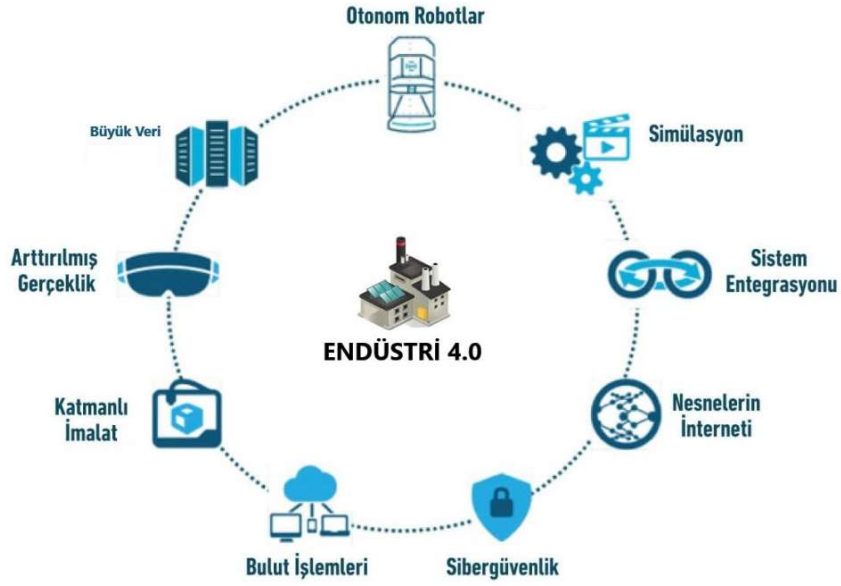 Otonom Robotlar
Büyük Veri
Simülasyon
Arttırılmış
Gerçeklik
Sistem
Entegrasyonu
ENDÜSTRİ 4.0
Katmanlı
İmalat
Nesnelerin
İnterneti
Bulut İşlemleri
Sibergüvenlik